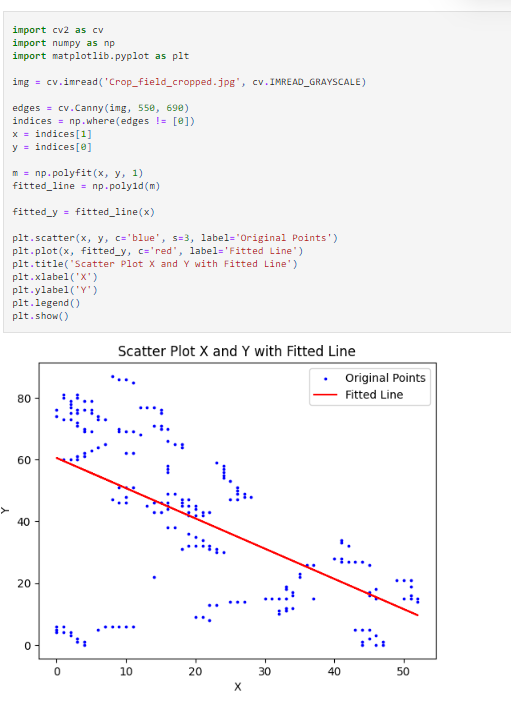 import cv2 as cv
import numpy as np
import matplotlib.pyplot as plt
img = cv.imread('Crop_field_cropped.jpg', cv.IMREAD_GRAYSCALE)
edges = cv.Canny(img, 550, 690)
indices = np.where(edges != [0])
x = indices[1]
y = indices[0]
m = np.polyfit(x, y, 1)
fitted_line = np.poly1d(m)
fitted_y = fitted_line(x)
plt.scatter(x, y, c='blue', s=3, label='Original Points')
plt.plot(x, fitted_y, c='red', label='Fitted Line')
plt.title('Scatter Plot X and Y with Fitted Line')
plt.xlabel('X')
plt.ylabel('Y')
plt.legend()
plt.show()
Scatter Plot X and Y with Fitted Line
Original Points
Fitted Line
80
60
40
20
0
Y
0 10 20 30 40 50
X